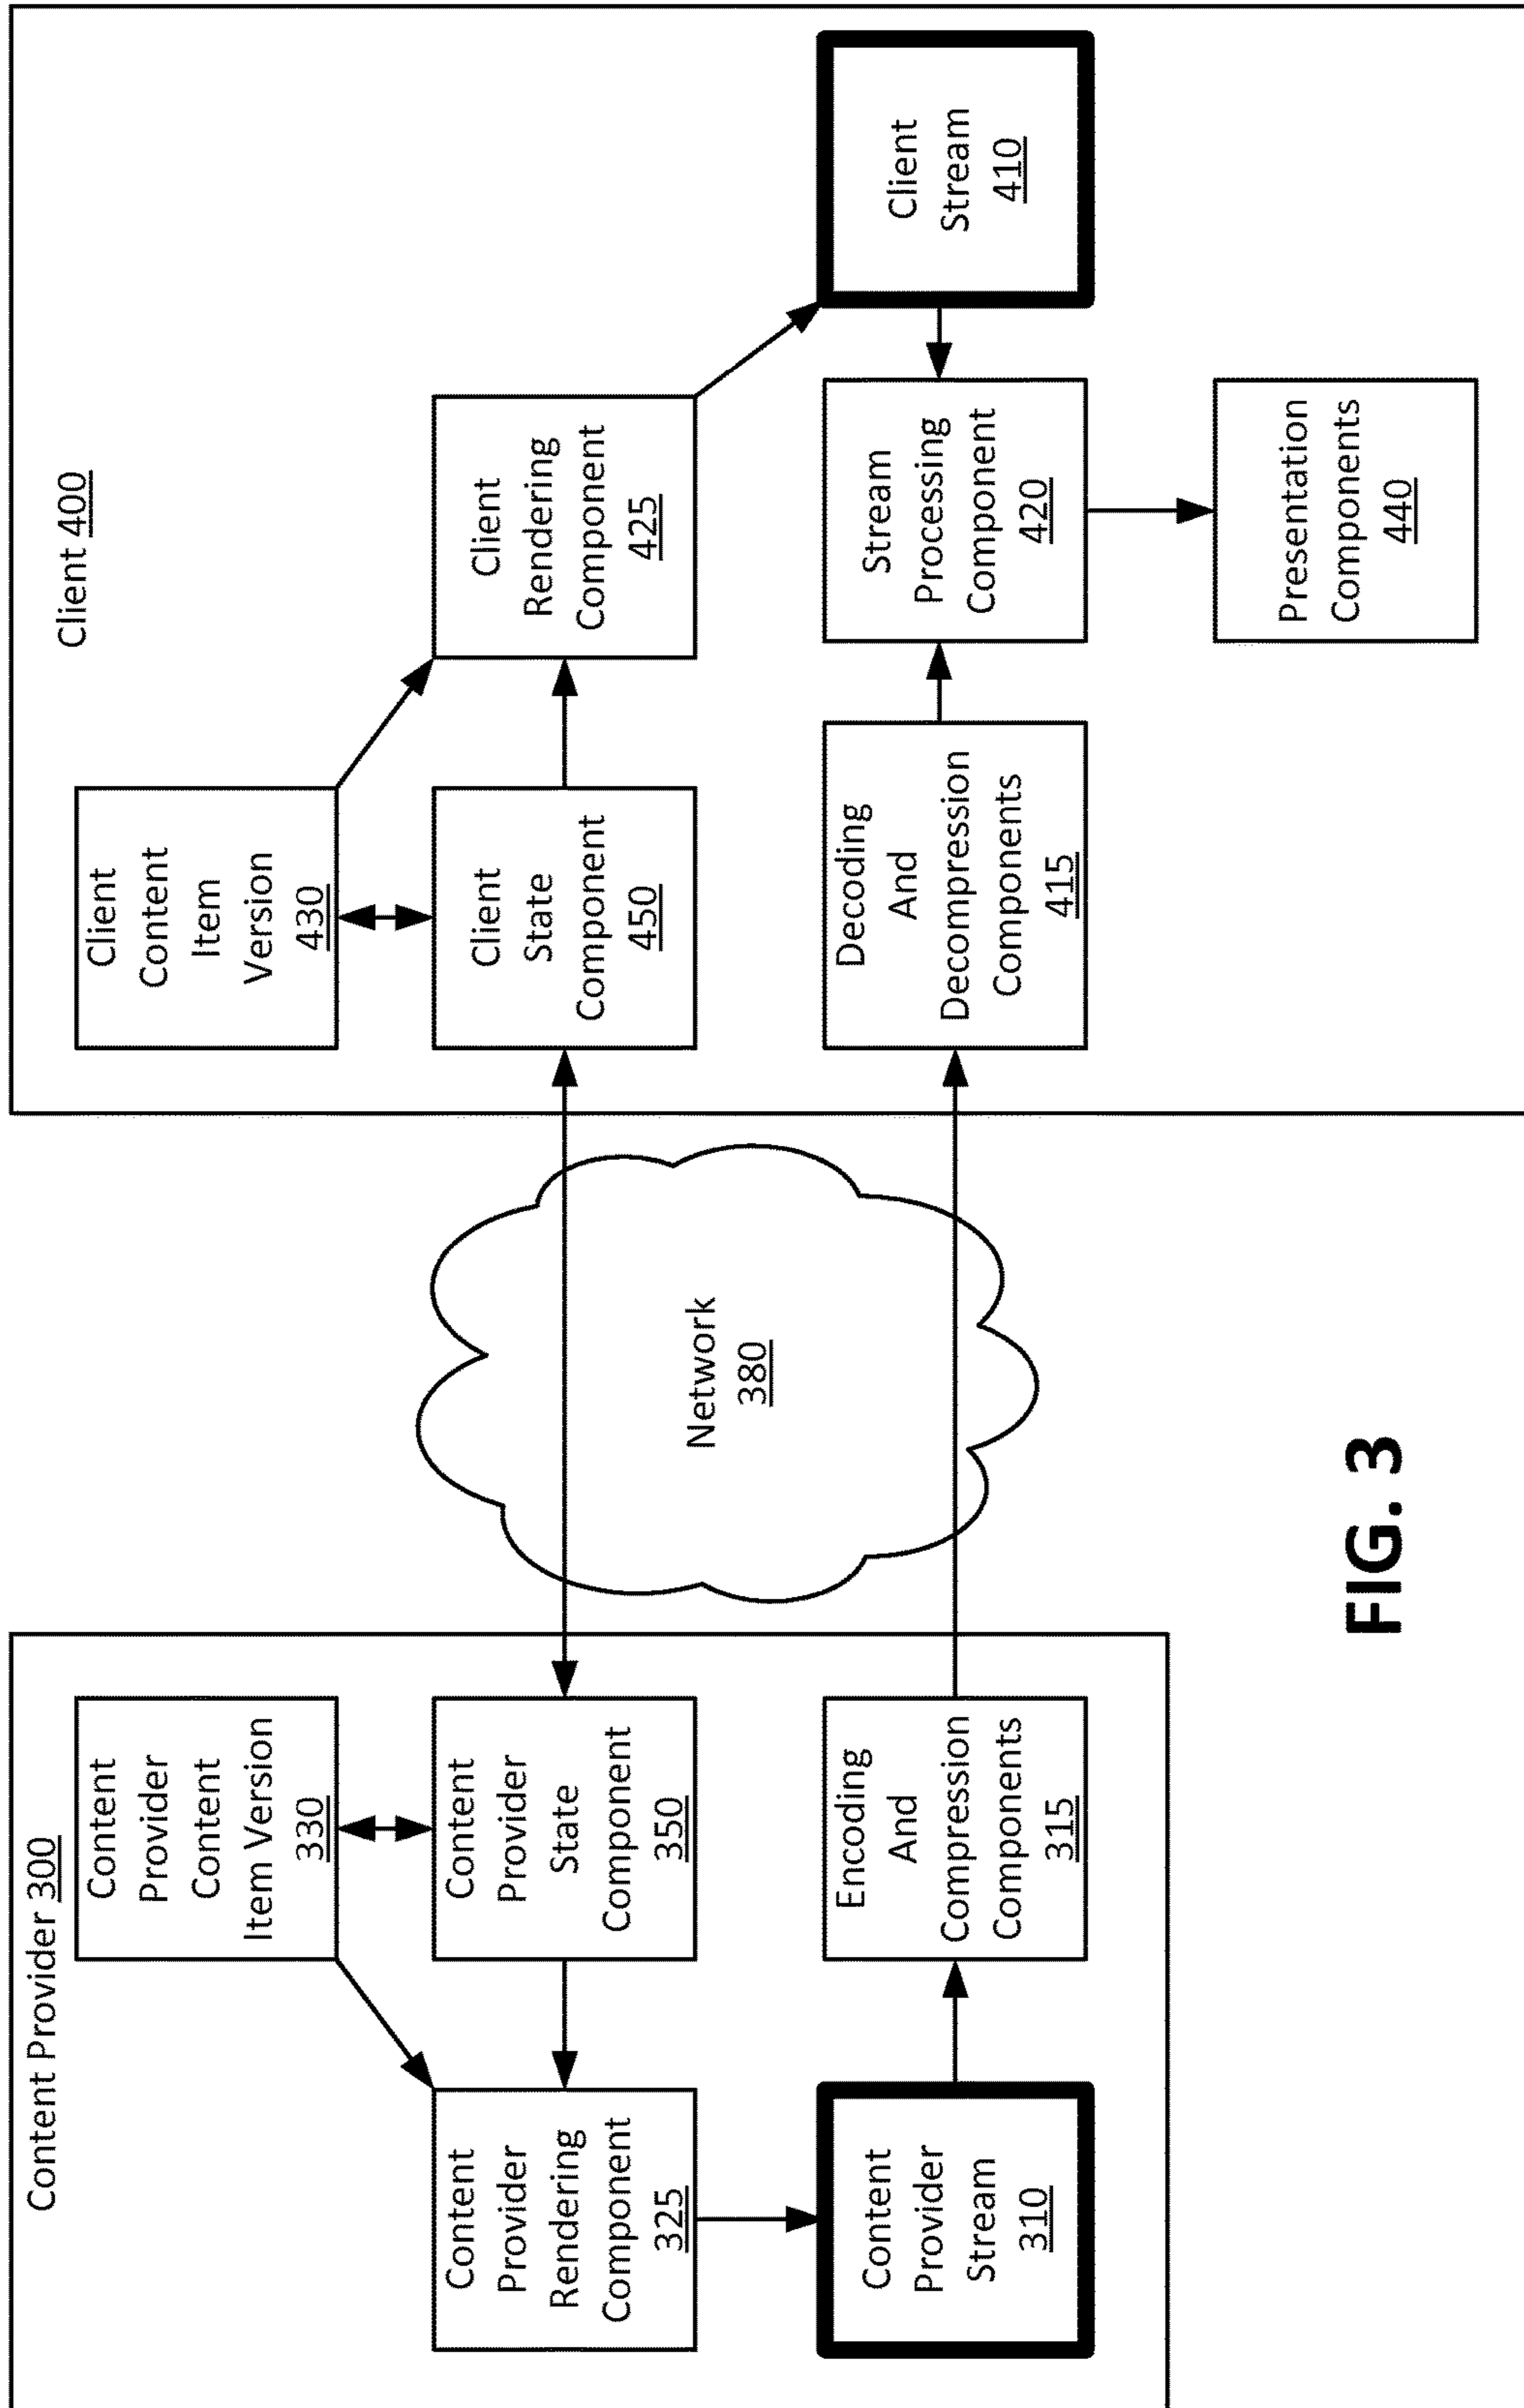 Content Provider 300
Content
Provider
Content
Item Version
330
Content
Provider
Rendering
Component
325
Content
Provider
State
Component
350
Content
Provider
Stream
310
Encoding
And
Compression
Components
315
Network
380
Client 400
Client
Content
Item
Version
430
Client
State
Component
450
Client
Rendering
Component
425
Decoding
And
Decompression
Components
415
Stream
Processing
Component
420
Client
Stream
410
Presentation
Components
440
FIG. 3